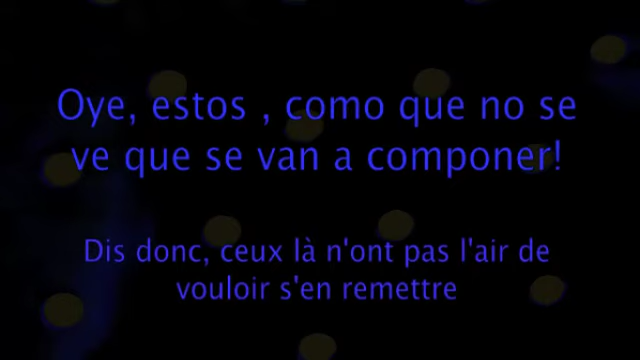 Oye, estos , como que no se
ve que se van a componer!
Dis donc, ceux là n'ont pas l'air de
vouloir s'en remettre